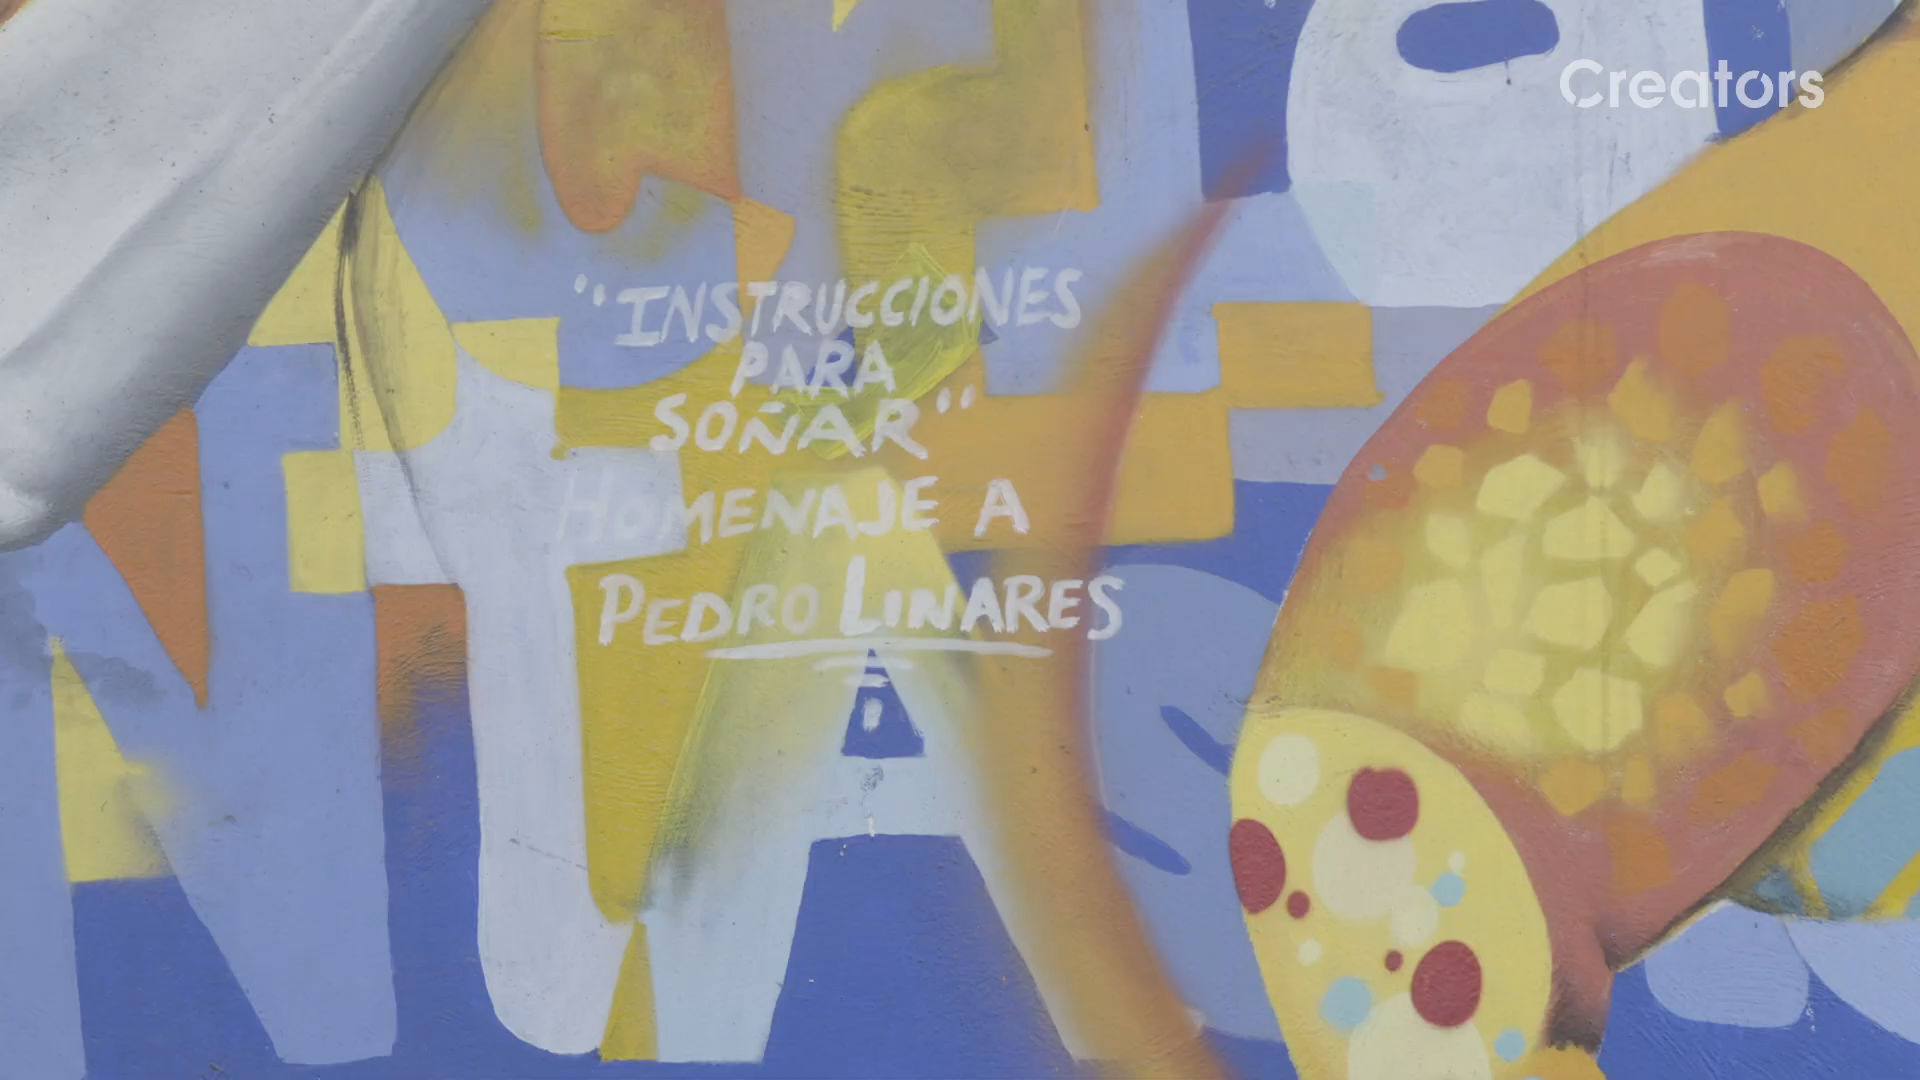 Creators
"INSTRUCCIONES
PARA
SOÑAR"
HOMENAJE A
PEDRO LINARES